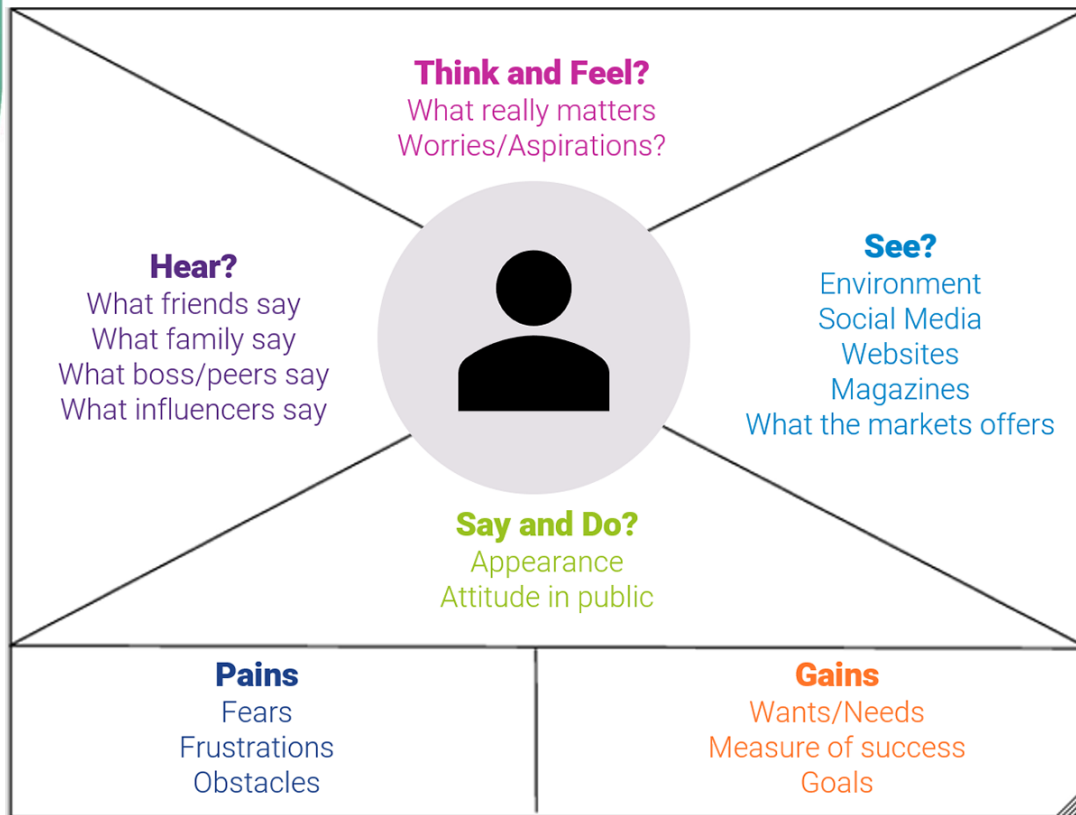 Think and Feel?
What really matters
Worries/Aspirations?
Hear?
What friends say
What family say
What boss/peers say
What influencers say
See?
Environment
Social Media
Websites
Magazines
What the markets offers
Say and Do?
Appearance
Attitude in public
Pains
Fears
Frustrations
Obstacles
Gains
Wants/Needs
Measure of success
Goals